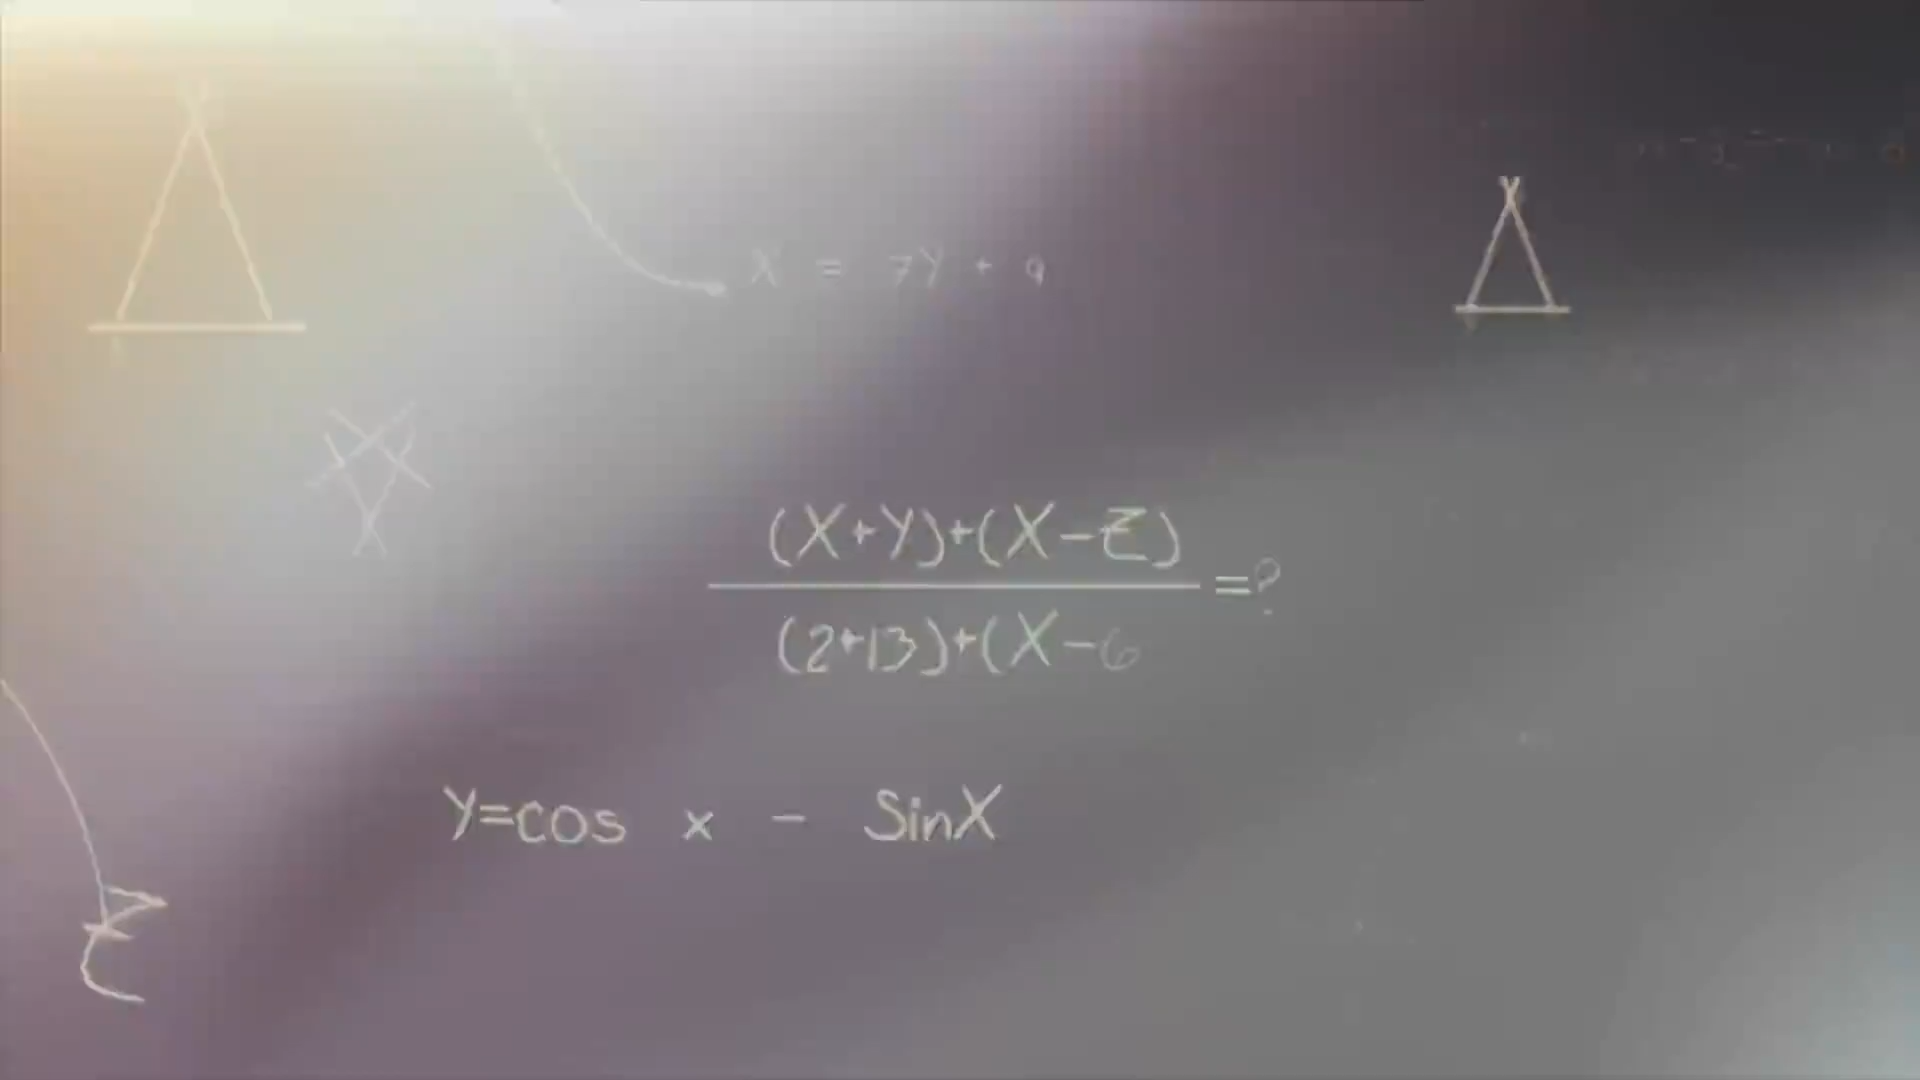 X = 7Y + 9
(X+Y)+(X-Z)
=?
(2+13)+(X-6
Y=cos x - SinX